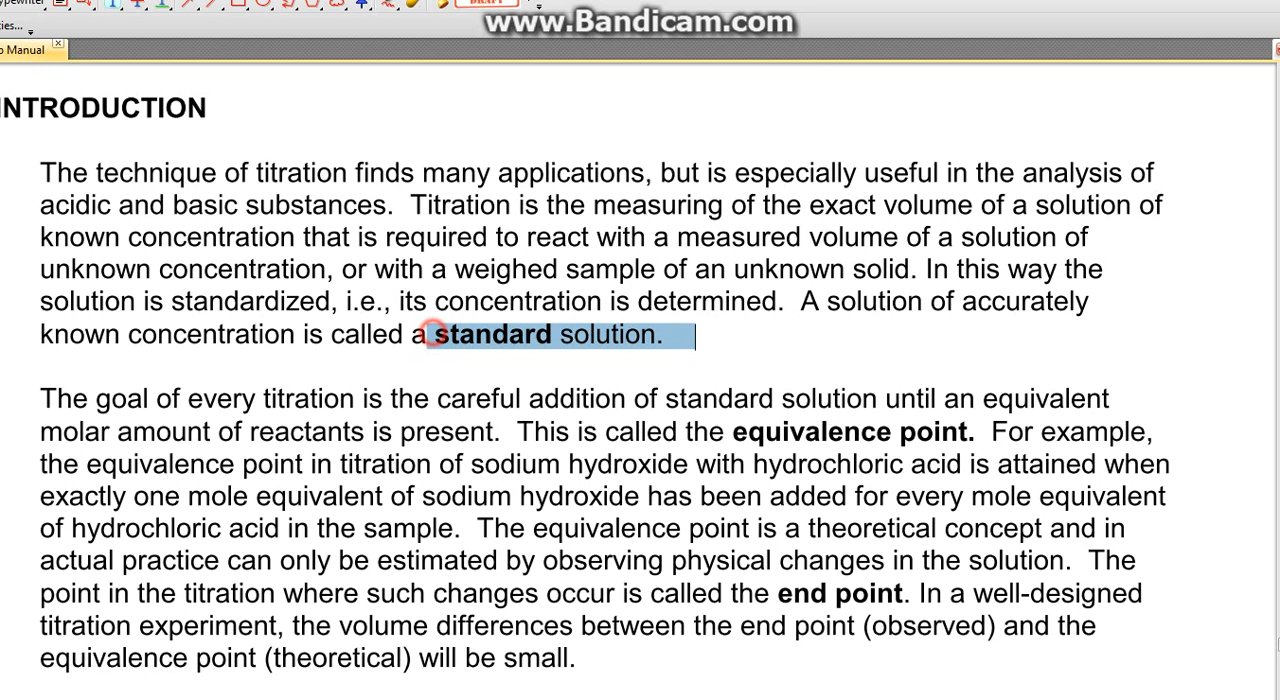 ypewriter
DRAFT
www.Bandicam.com
ies...
b Manual
INTRODUCTION
The technique of titration finds many applications, but is especially useful in the analysis of
acidic and basic substances. Titration is the measuring of the exact volume of a solution of
known concentration that is required to react with a measured volume of a solution of
unknown concentration, or with a weighed sample of an unknown solid. In this way the
solution is standardized, i.e., its concentration is determined. A solution of accurately
known concentration is called a standard solution.
The goal of every titration is the careful addition of standard solution until an equivalent
molar amount of reactants is present. This is called the equivalence point. For example,
the equivalence point in titration of sodium hydroxide with hydrochloric acid is attained when
exactly one mole equivalent of sodium hydroxide has been added for every mole equivalent
of hydrochloric acid in the sample. The equivalence point is a theoretical concept and in
actual practice can only be estimated by observing physical changes in the solution. The
point in the titration where such changes occur is called the end point. In a well-designed
titration experiment, the volume differences between the end point (observed) and the
equivalence point (theoretical) will be small.